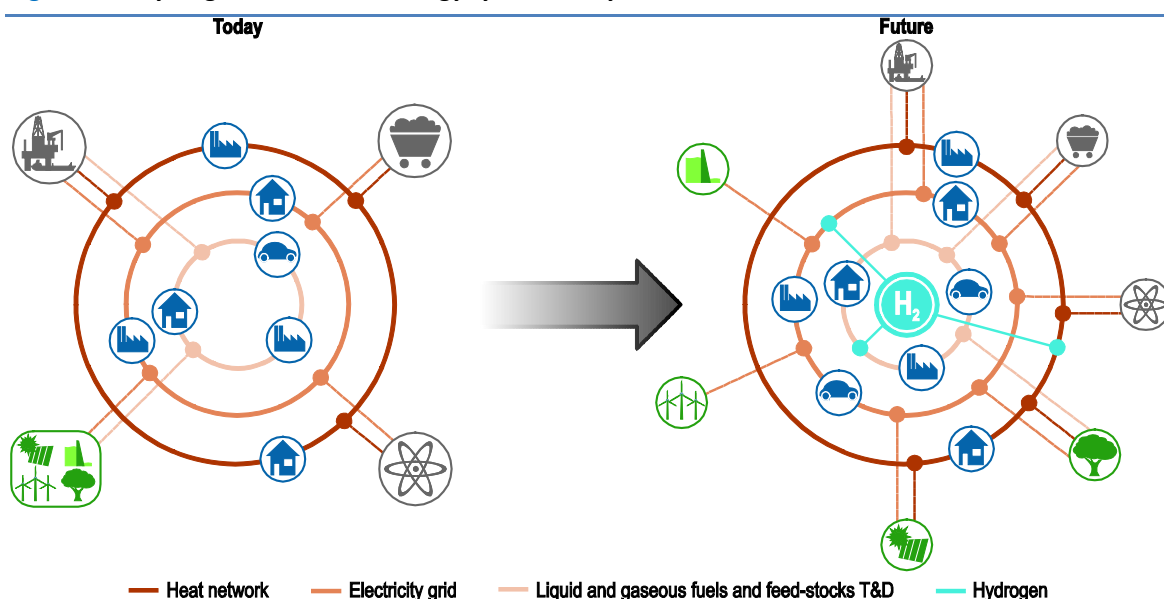 Today
Future
H2
Heat network
Electricity grid
Liquid and gaseous fuels and feed-stocks T&D
Hydrogen